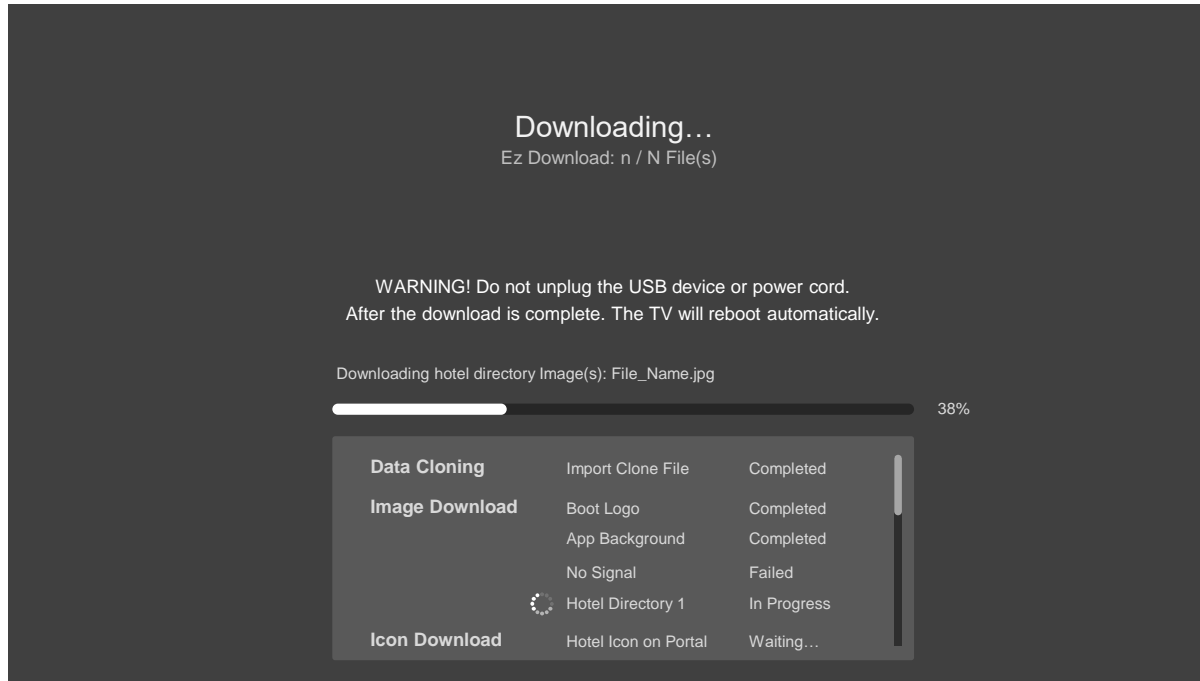 Downloading…
Ez Download: n / N File(s)
WARNING! Do not unplug the USB device or power cord.
After the download is complete. The TV will reboot automatically.
Downloading hotel directory Image(s): File_Name.jpg
38%
Data Cloning Import Clone File Completed
Image Download Boot Logo Completed
App Background Completed
No Signal Failed
Hotel Directory 1 In Progress
Icon Download Hotel Icon on Portal Waiting…